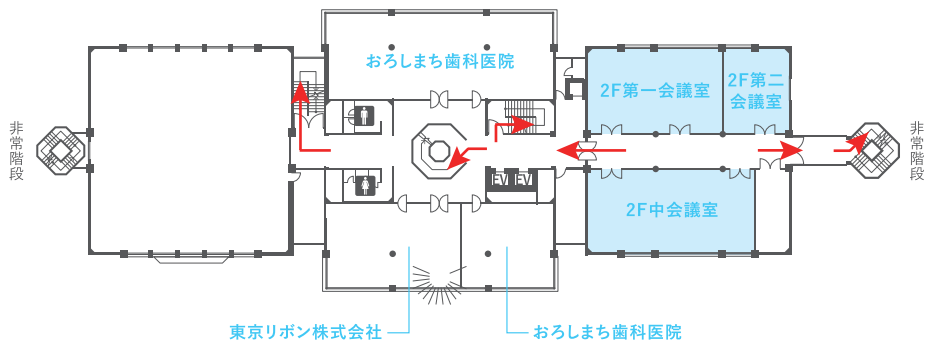 おろしまち歯科医院
2F第一会議室
2F第二
会議室
非常階段
非常階段
EV EV
2F中会議室
東京リボン株式会社
おろしまち歯科医院